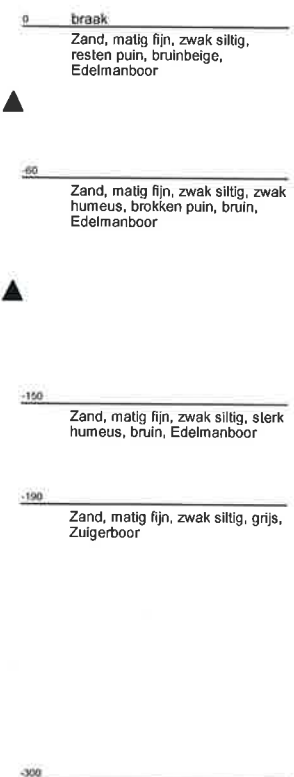 0 braak
Zand, matig fijn, zwak siltig,
resten puin, bruinbeige,
Edelmanboor
-60
Zand, matig fijn, zwak siltig, zwak
humeus, brokken puin, bruin,
Edelmanboor
-150
Zand, matig fijn, zwak siltig, sterk
humeus, bruin, Edelmanboor
-190
Zand, matig fijn, zwak siltig, grijs,
Zuigerboor
-300